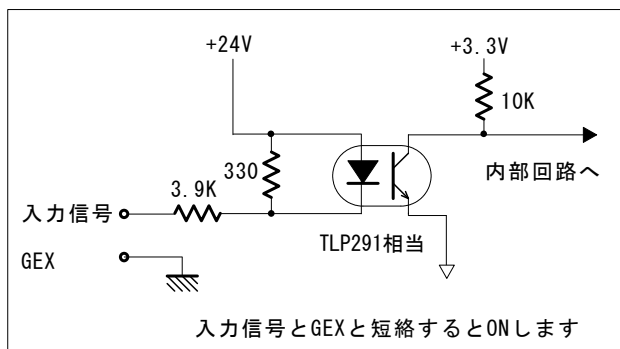 +24V
+3.3V
10K
330
内部回路へ
3.9K
入力信号
TLP291相当
GEX
入力信号とGEXと短絡するとONします